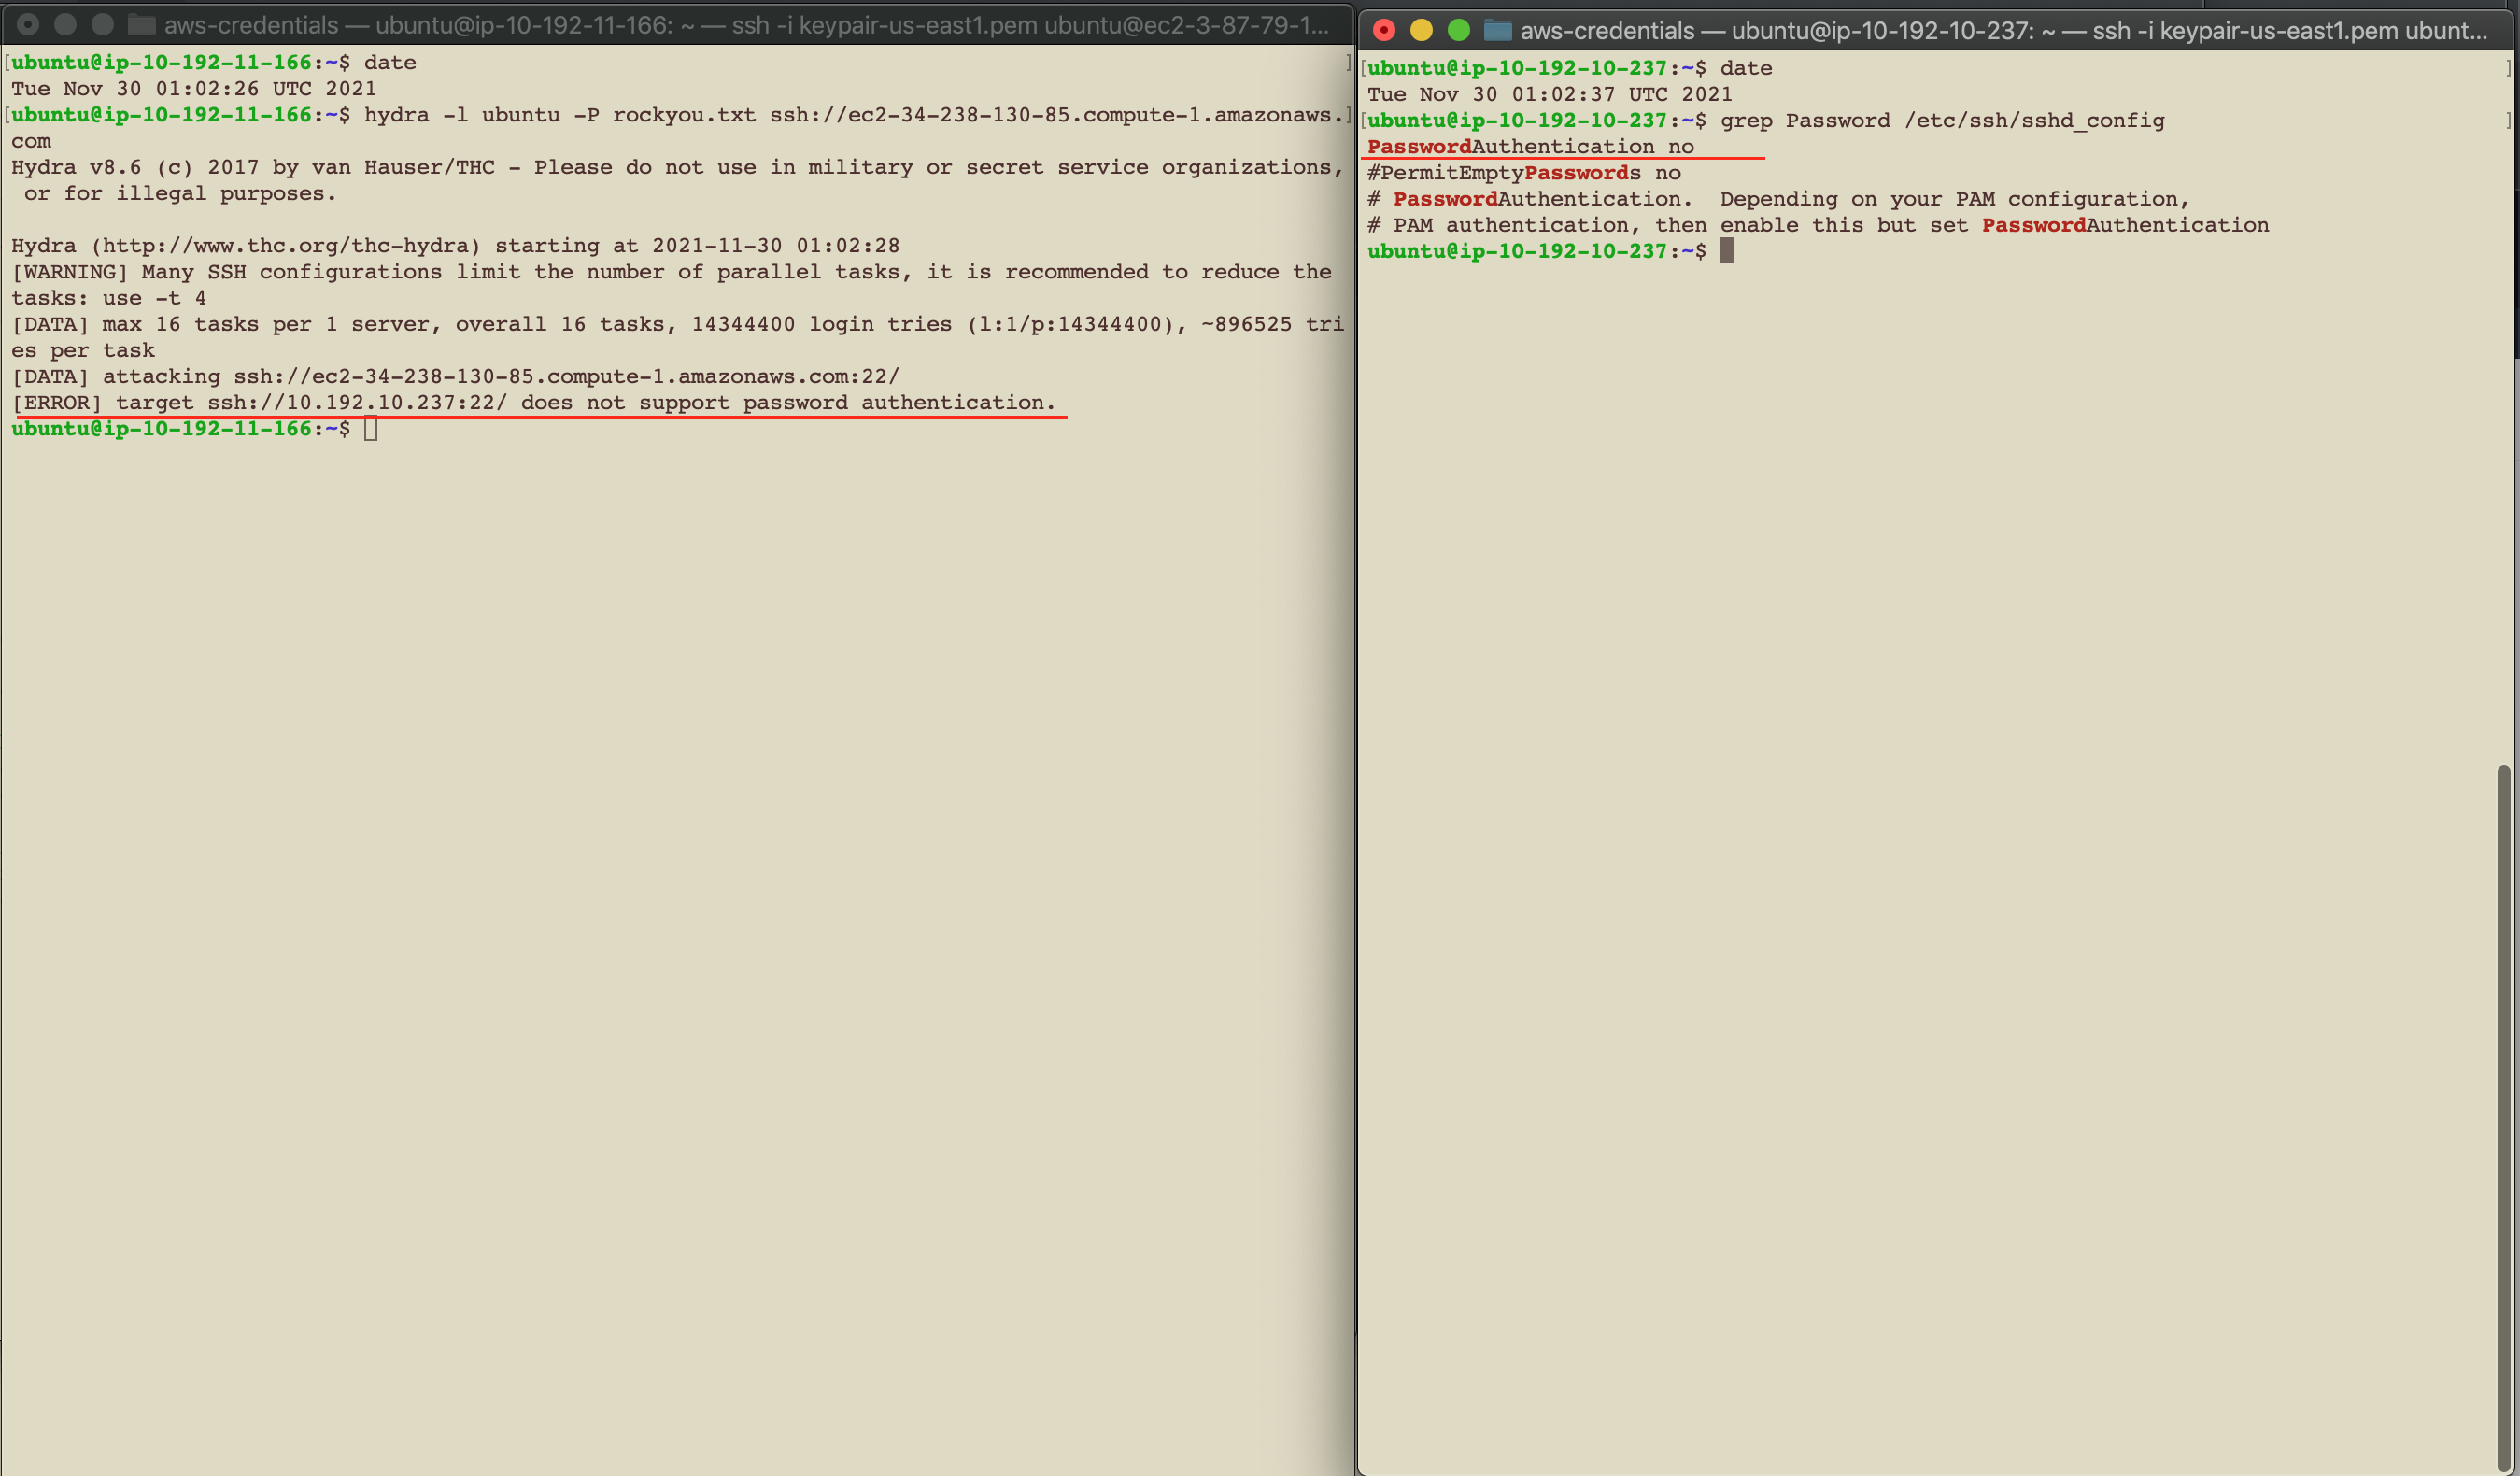 aws-credentials — ubuntu@ip-10-192-11-166: ~ — ssh -i keypair-us-east1.pem ubuntu@ec2-3-87-79-1...
[ubuntu@ip-10-192-11-166:~$ date ]
Tue Nov 30 01:02:26 UTC 2021
[ubuntu@ip-10-192-11-166:~$ hydra -l ubuntu -P rockyou.txt ssh://ec2-34-238-130-85.compute-1.amazonaws.]
com
Hydra v8.6 (c) 2017 by van Hauser/THC - Please do not use in military or secret service organizations,
 or for illegal purposes.
Hydra (http://www.thc.org/thc-hydra) starting at 2021-11-30 01:02:28
[WARNING] Many SSH configurations limit the number of parallel tasks, it is recommended to reduce the
tasks: use -t 4
[DATA] max 16 tasks per 1 server, overall 16 tasks, 14344400 login tries (l:1/p:14344400), ~896525 tri
es per task
[DATA] attacking ssh://ec2-34-238-130-85.compute-1.amazonaws.com:22/
[ERROR] target ssh://10.192.10.237:22/ does not support password authentication.
ubuntu@ip-10-192-11-166:~$
aws-credentials — ubuntu@ip-10-192-10-237: ~ — ssh -i keypair-us-east1.pem ubunt...
[ubuntu@ip-10-192-10-237:~$ date ]
Tue Nov 30 01:02:37 UTC 2021
[ubuntu@ip-10-192-10-237:~$ grep Password /etc/ssh/sshd_config ]
PasswordAuthentication no
#PermitEmptyPasswords no
# PasswordAuthentication.  Depending on your PAM configuration,
# PAM authentication, then enable this but set PasswordAuthentication
ubuntu@ip-10-192-10-237:~$